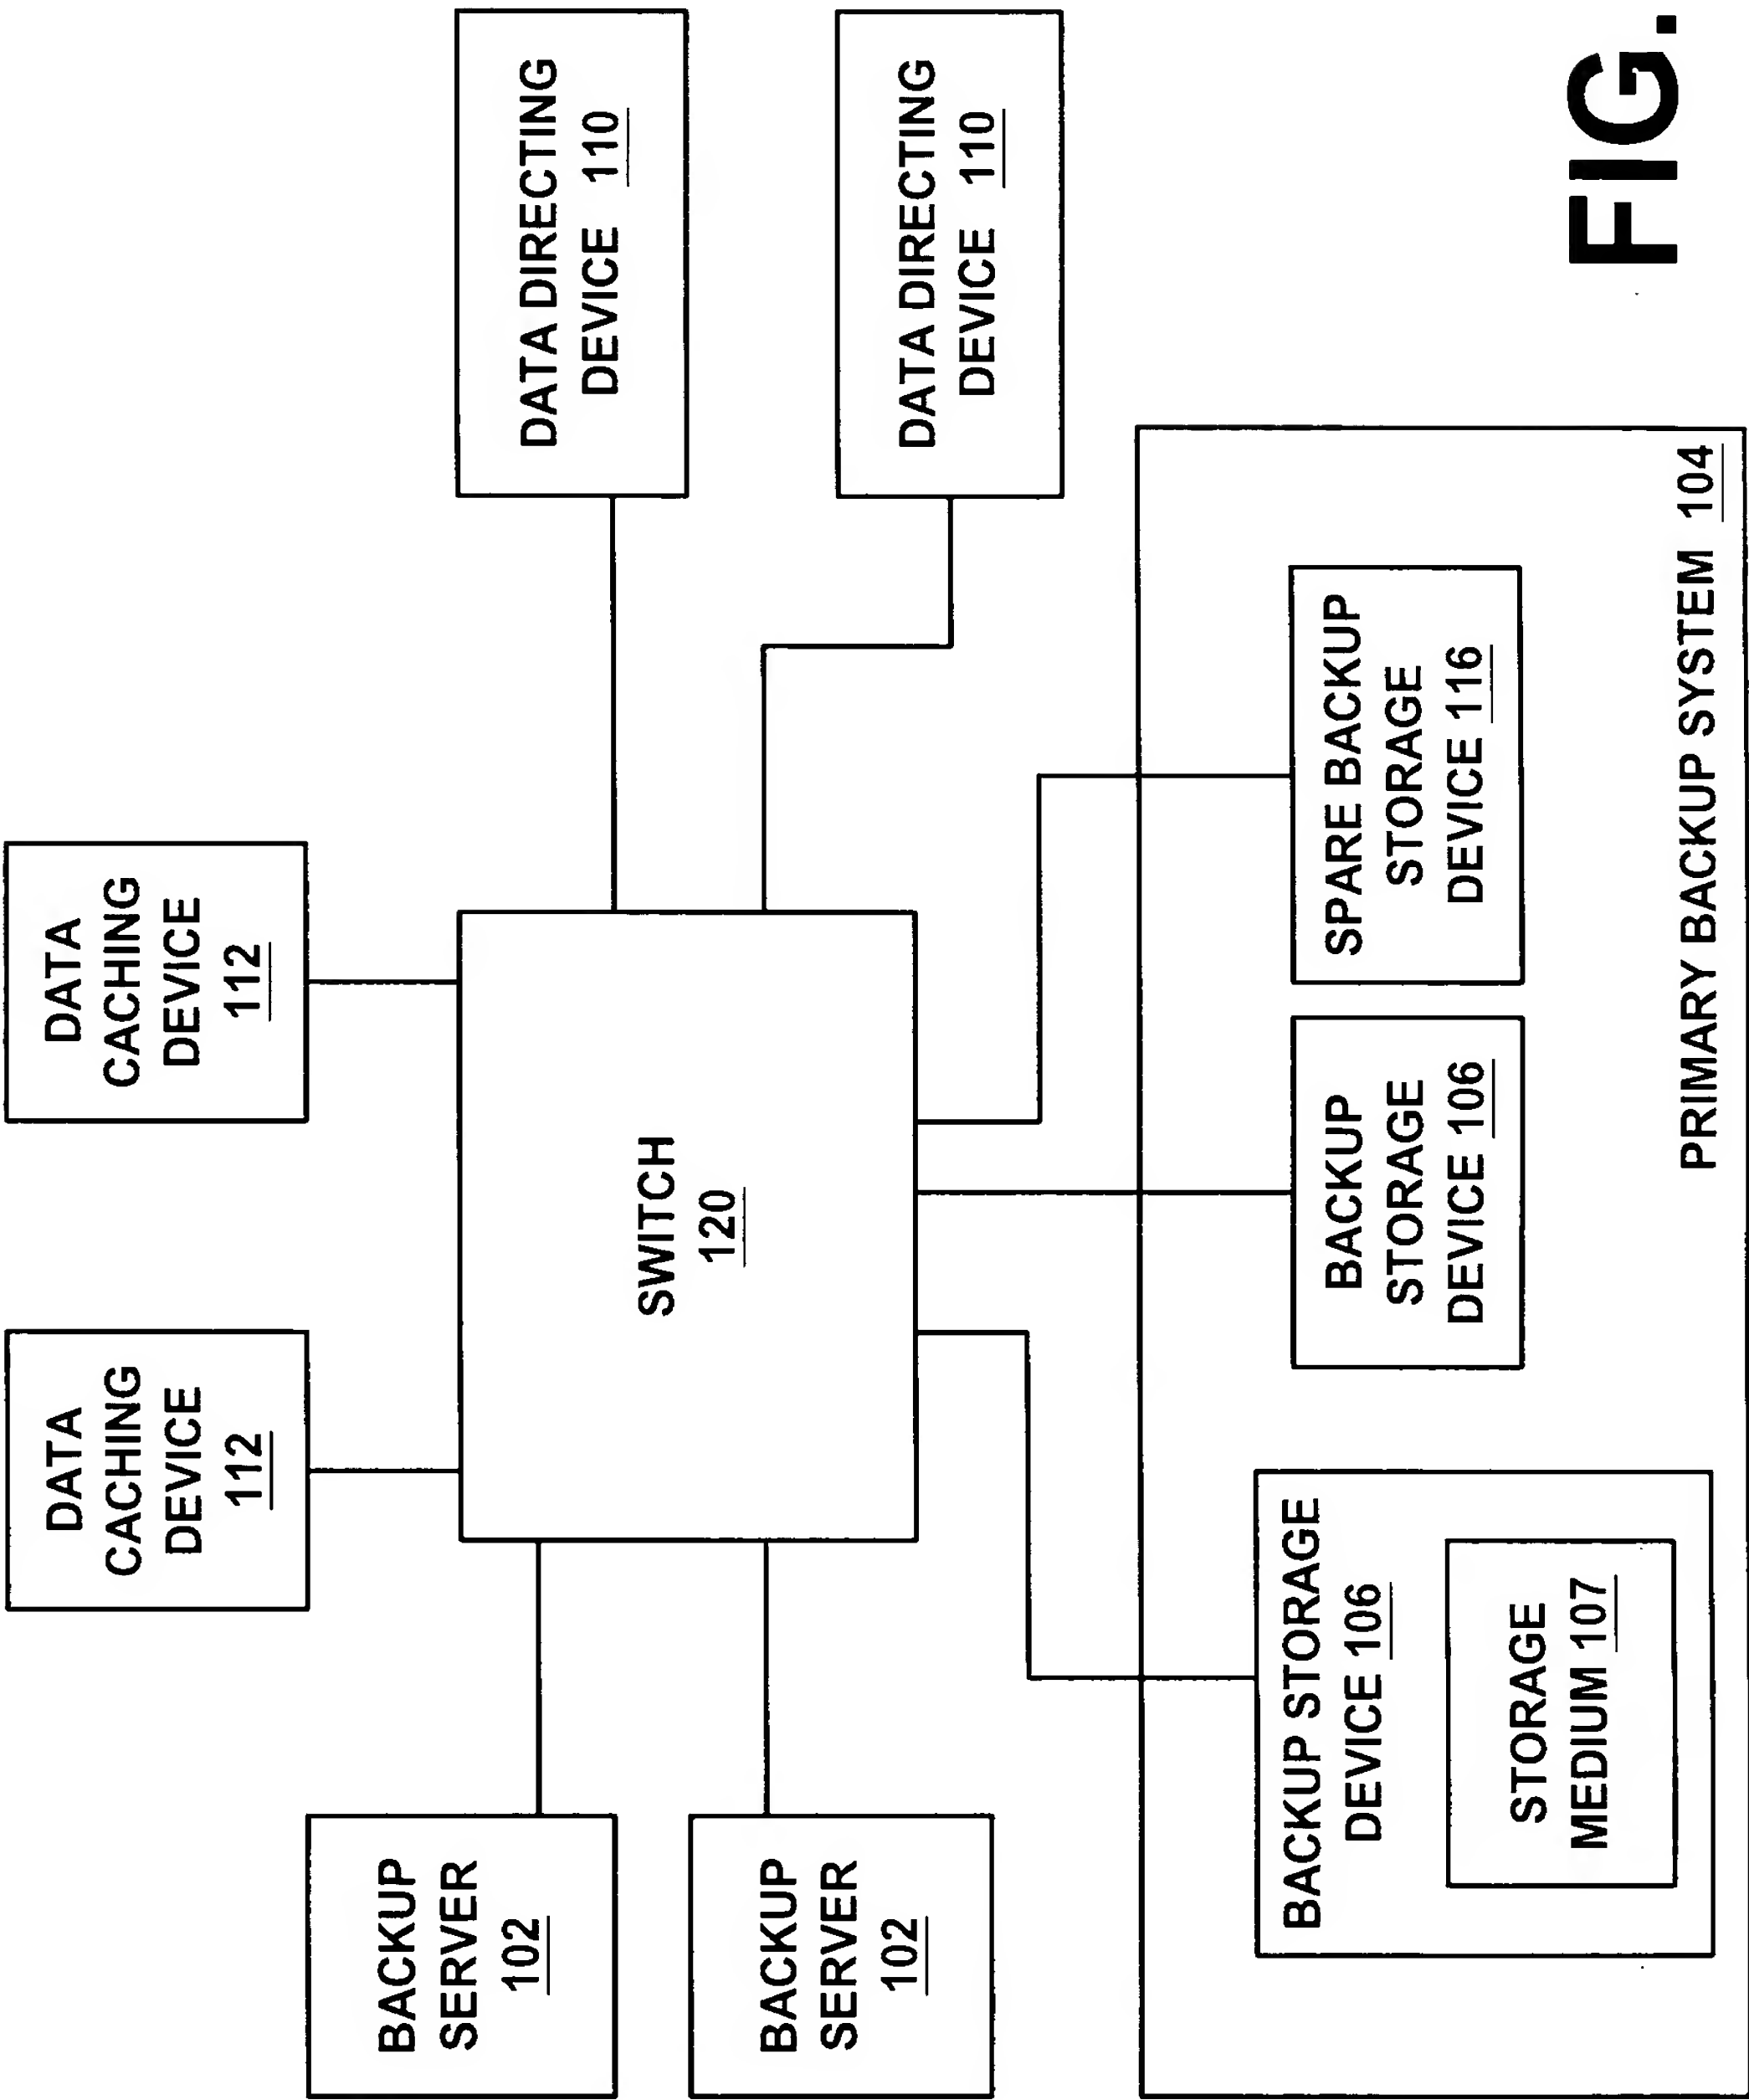 DATA
CACHING
DEVICE
112
DATA
CACHING
DEVICE
112
BACKUP
SERVER
102
BACKUP
SERVER
102
SWITCH
120
DATA DIRECTING
DEVICE 110
DATA DIRECTING
DEVICE 110
BACKUP STORAGE
DEVICE 106
STORAGE
MEDIUM 107
BACKUP
STORAGE
DEVICE 106
SPARE BACKUP
STORAGE
DEVICE 116
PRIMARY BACKUP SYSTEM 104
FIG.